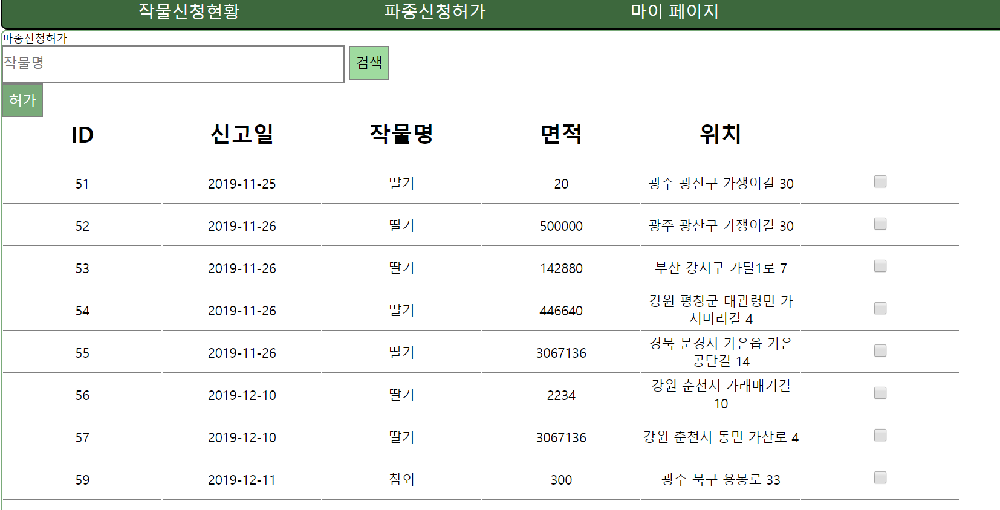 작물신청현황 파종신청허가 마이 페이지
파종신청허가
작물명 검색
허가
ID 신고일 작물명 면적 위치
51 2019-11-25 딸기 20 광주 광산구 가쟁이길 30
52 2019-11-26 딸기 500000 광주 광산구 가쟁이길 30
53 2019-11-26 딸기 142880 부산 강서구 가달1로 7
54 2019-11-26 딸기 446640 강원 평창군 대관령면 가
시머리길 4
55 2019-11-26 딸기 3067136 경북 문경시 가은읍 가은
공단길 14
56 2019-12-10 딸기 2234 강원 춘천시 가래매기길
10
57 2019-12-10 딸기 3067136 강원 춘천시 동면 가산로 4
59 2019-12-11 참외 300 광주 북구 용봉로 33